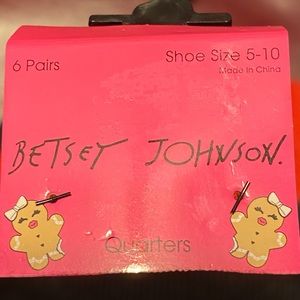 6 Pairs
Shoe Size 5-10
Made In China
BETSEY JOHNSON.
Quarters